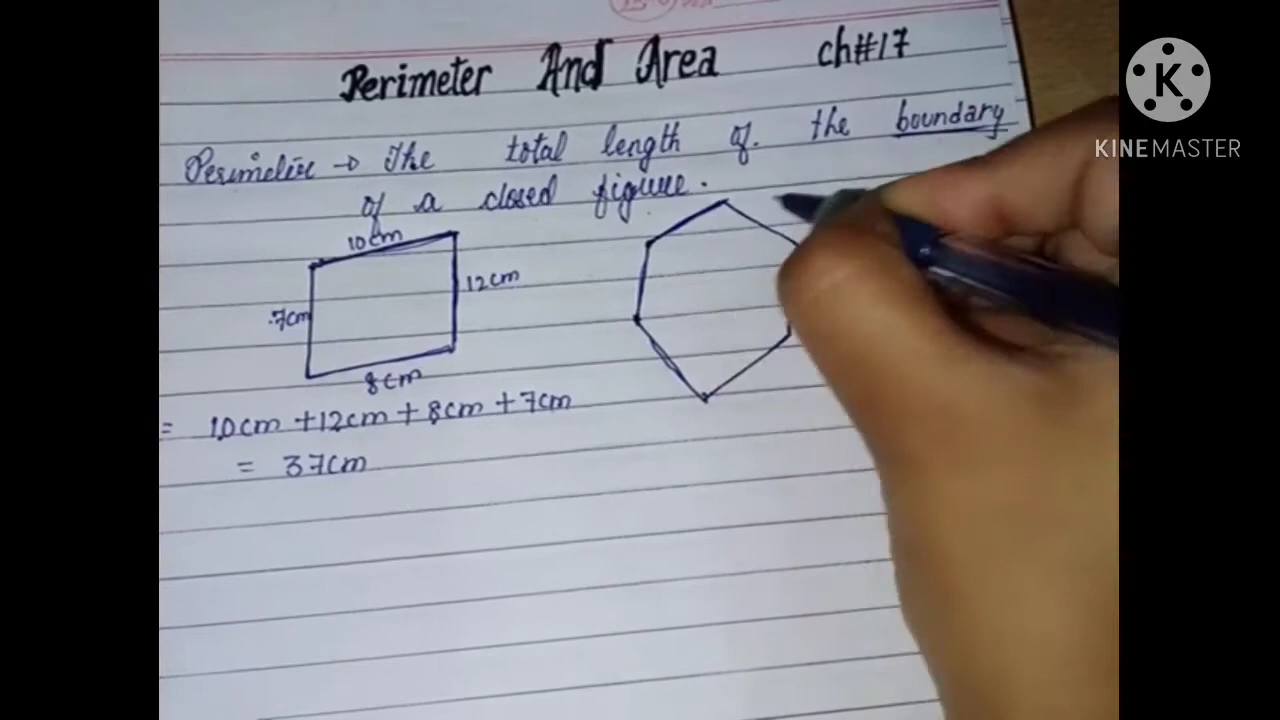 Perimeter And Area ch#17
Perimeter → The total length of the boundary
of a closed figure.
10cm
12cm
7cm
8cm
= 10cm +12cm + 8cm +7cm
= 37cm
K
KINEMASTER